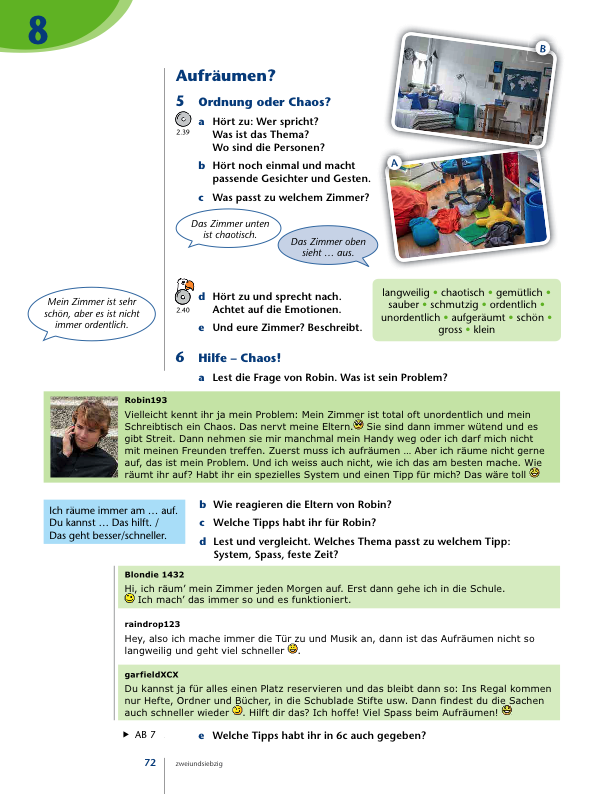 8
Aufräumen?
5 Ordnung oder Chaos?
2.39
a Hört zu: Wer spricht?
Was ist das Thema?
Wo sind die Personen?
b Hört noch einmal und macht
passende Gesichter und Gesten.
c Was passt zu welchem Zimmer?
B
A
Das Zimmer unten
ist chaotisch.
Das Zimmer oben
sieht … aus.
2.40
d Hört zu und sprecht nach.
Achtet auf die Emotionen.
e Und eure Zimmer? Beschreibt.
langweilig • chaotisch • gemütlich •
sauber • schmutzig • ordentlich •
unordentlich • aufgeräumt • schön •
gross • klein
Mein Zimmer ist sehr
schön, aber es ist nicht
immer ordentlich.
6 Hilfe – Chaos!
a Lest die Frage von Robin. Was ist sein Problem?
Robin193
Vielleicht kennt ihr ja mein Problem: Mein Zimmer ist total oft unordentlich und mein
Schreibtisch ein Chaos. Das nervt meine Eltern. Sie sind dann immer wütend und es
gibt Streit. Dann nehmen sie mir manchmal mein Handy weg oder ich darf mich nicht
mit meinen Freunden treffen. Zuerst muss ich aufräumen … Aber ich räume nicht gerne
auf, das ist mein Problem. Und ich weiss auch nicht, wie ich das am besten mache. Wie
räumt ihr auf? Habt ihr ein spezielles System und einen Tipp für mich? Das wäre toll
Ich räume immer am … auf.
Du kannst … Das hilft. /
Das geht besser/schneller.
b Wie reagieren die Eltern von Robin?
c Welche Tipps habt ihr für Robin?
d Lest und vergleicht. Welches Thema passt zu welchem Tipp:
System, Spass, feste Zeit?
Blondie 1432
Hi, ich räum’ mein Zimmer jeden Morgen auf. Erst dann gehe ich in die Schule.
Ich mach’ das immer so und es funktioniert.
raindrop123
Hey, also ich mache immer die Tür zu und Musik an, dann ist das Aufräumen nicht so
langweilig und geht viel schneller .
garfieldXCX
Du kannst ja für alles einen Platz reservieren und das bleibt dann so: Ins Regal kommen
nur Hefte, Ordner und Bücher, in die Schublade Stifte usw. Dann findest du die Sachen
auch schneller wieder . Hilft dir das? Ich hoffe! Viel Spass beim Aufräumen!
▶ AB 7
e Welche Tipps habt ihr in 6c auch gegeben?
72 zweiundsiebzig